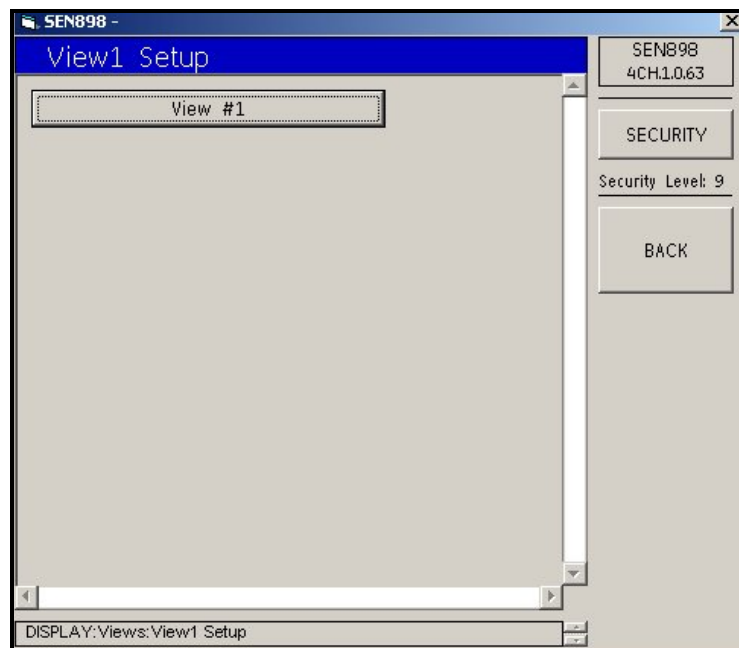 SEN898 -
View1 Setup
View #1
SEN898
4CH.1.0.63
SECURITY
Security Level: 9
BACK
DISPLAY:Views:View1 Setup